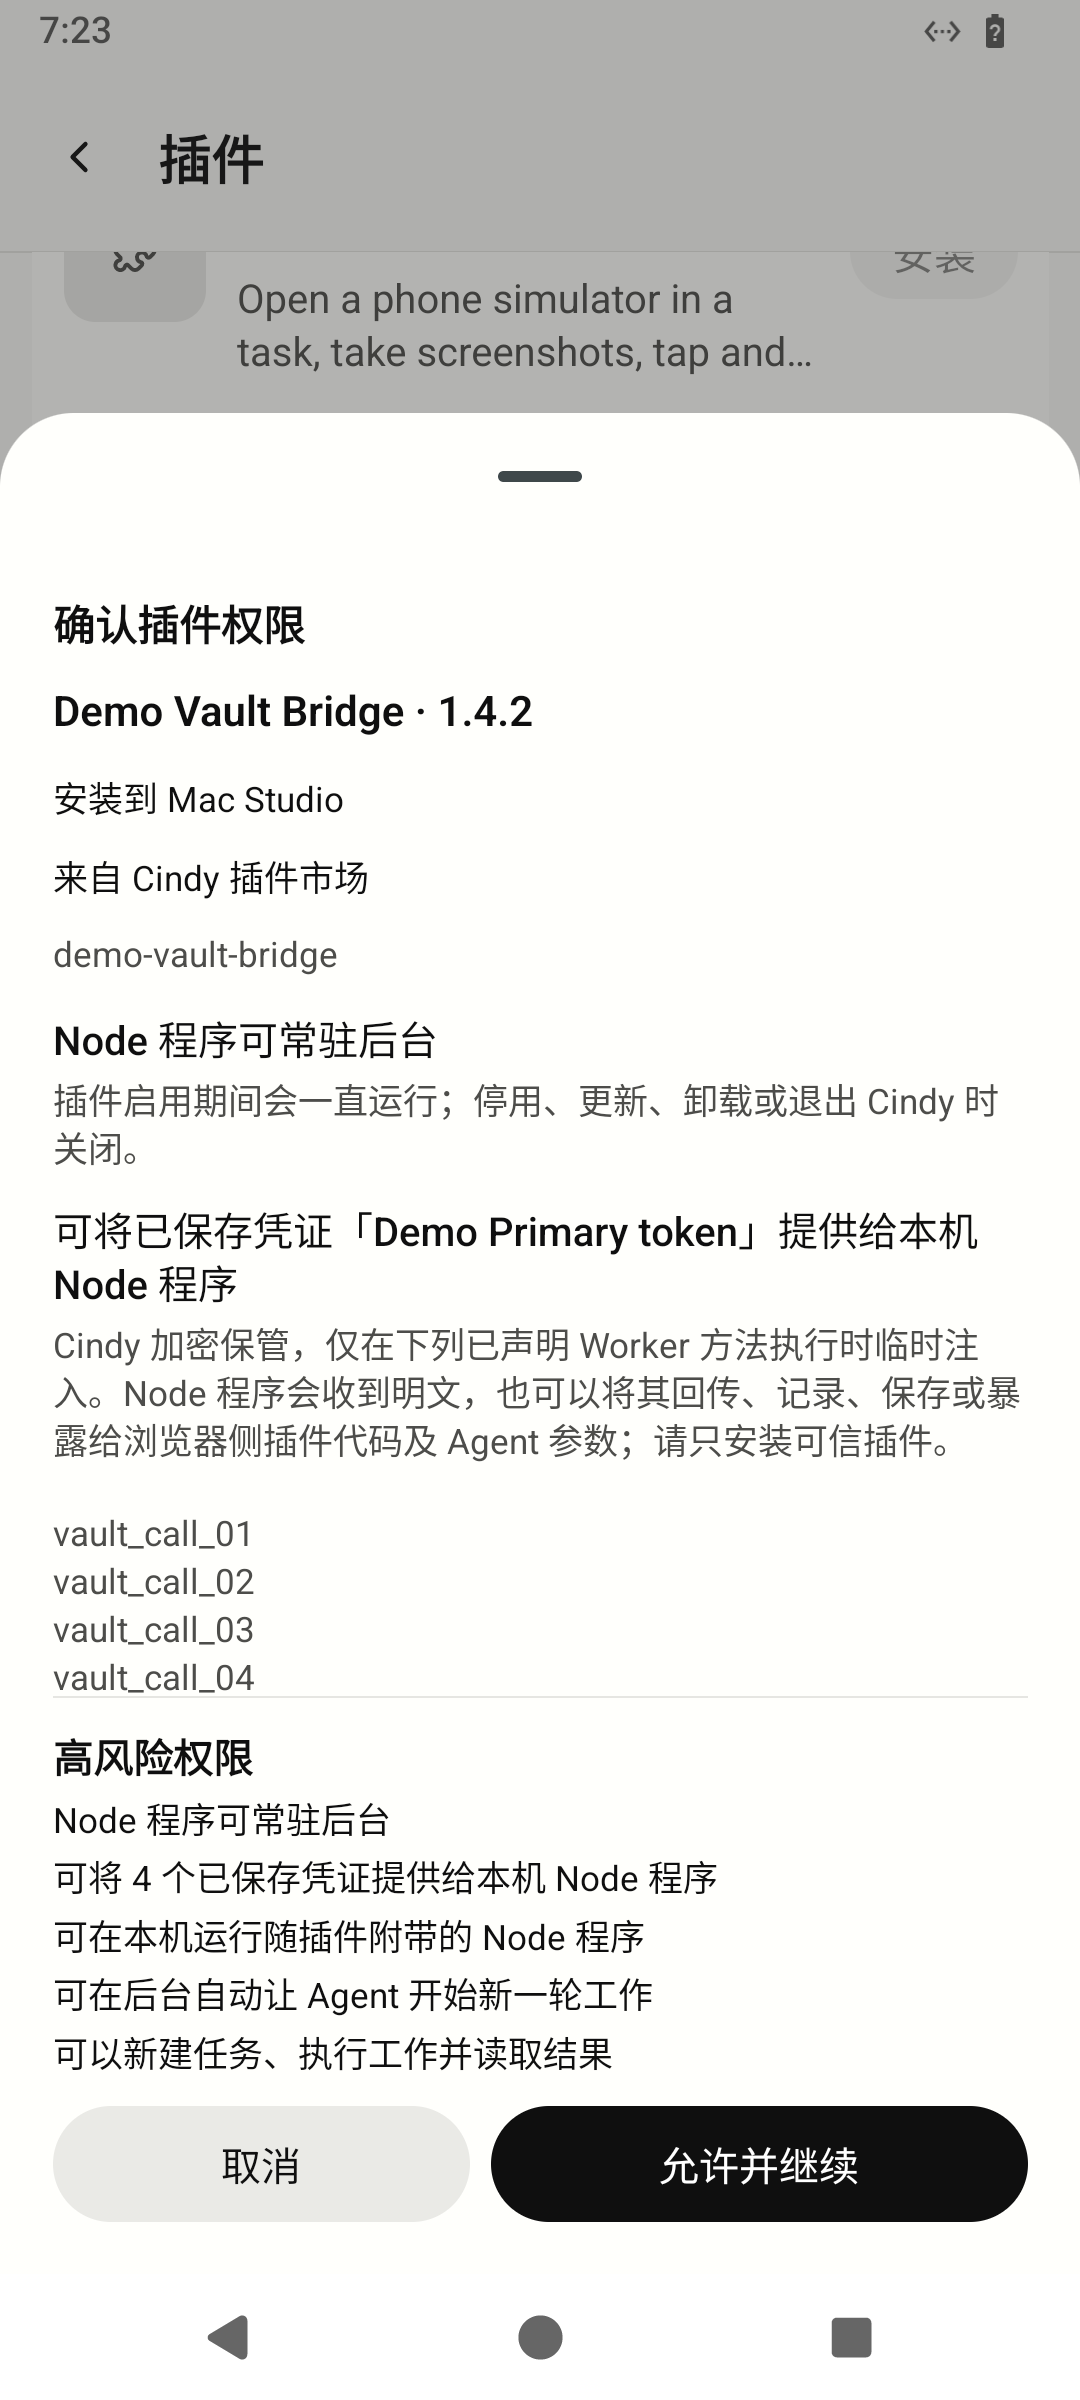 7:23
插件
安装
Open a phone simulator in a
task, take screenshots, tap and…
确认插件权限
Demo Vault Bridge · 1.4.2
安装到 Mac Studio
来自 Cindy 插件市场
demo-vault-bridge
Node 程序可常驻后台
插件启用期间会一直运行；停用、更新、卸载或退出 Cindy 时
关闭。
可将已保存凭证「Demo Primary token」提供给本机
Node 程序
Cindy 加密保管，仅在下列已声明 Worker 方法执行时临时注
入。Node 程序会收到明文，也可以将其回传、记录、保存或暴
露给浏览器侧插件代码及 Agent 参数；请只安装可信插件。
vault_call_01
vault_call_02
vault_call_03
vault_call_04
高风险权限
Node 程序可常驻后台
可将 4 个已保存凭证提供给本机 Node 程序
可在本机运行随插件附带的 Node 程序
可在后台自动让 Agent 开始新一轮工作
可以新建任务、执行工作并读取结果
取消
允许并继续